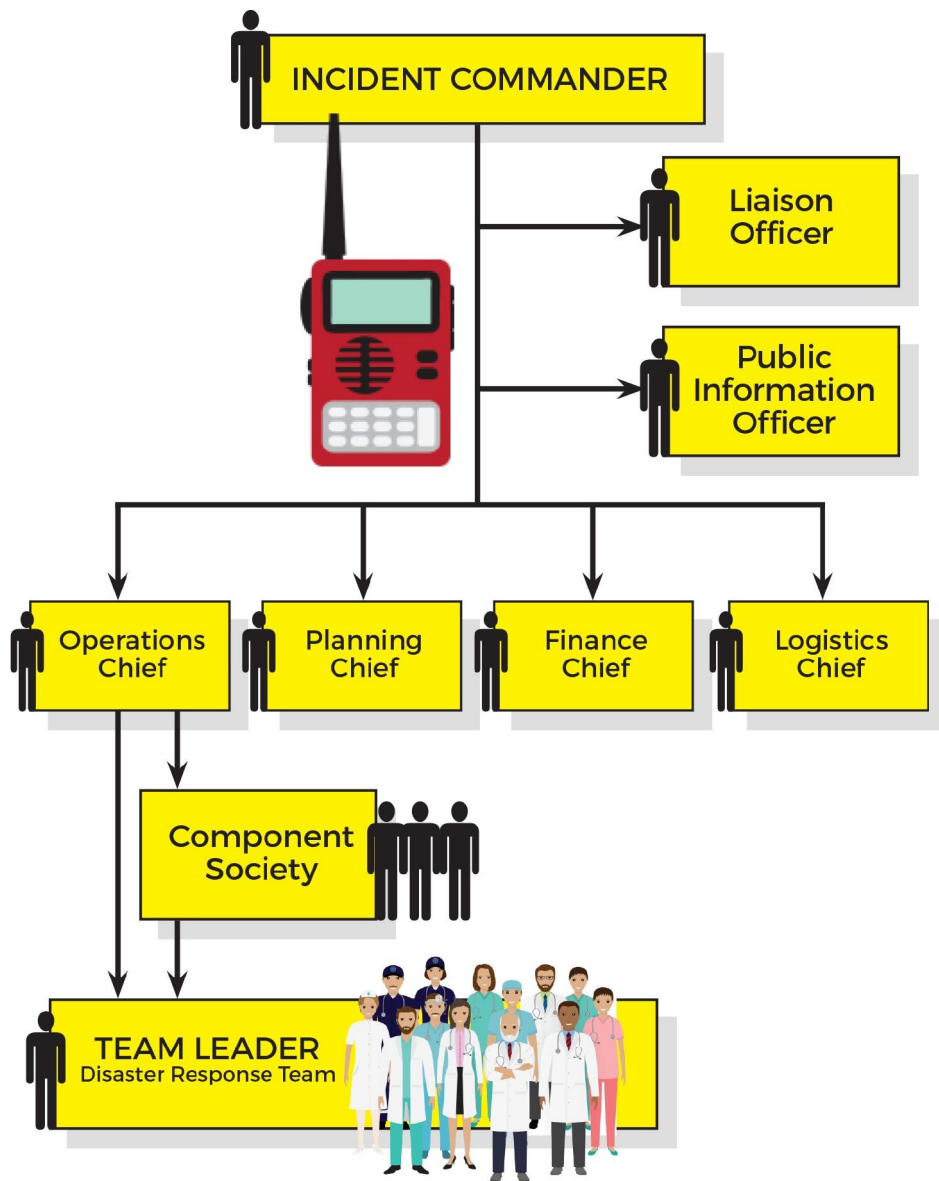 INCIDENT COMMANDER
Liaison
Officer
Public
Information
Officer
Operations
Chief
Planning
Chief
Finance
Chief
Logistics
Chief
Component
Society
TEAM LEADER
Disaster Response Team